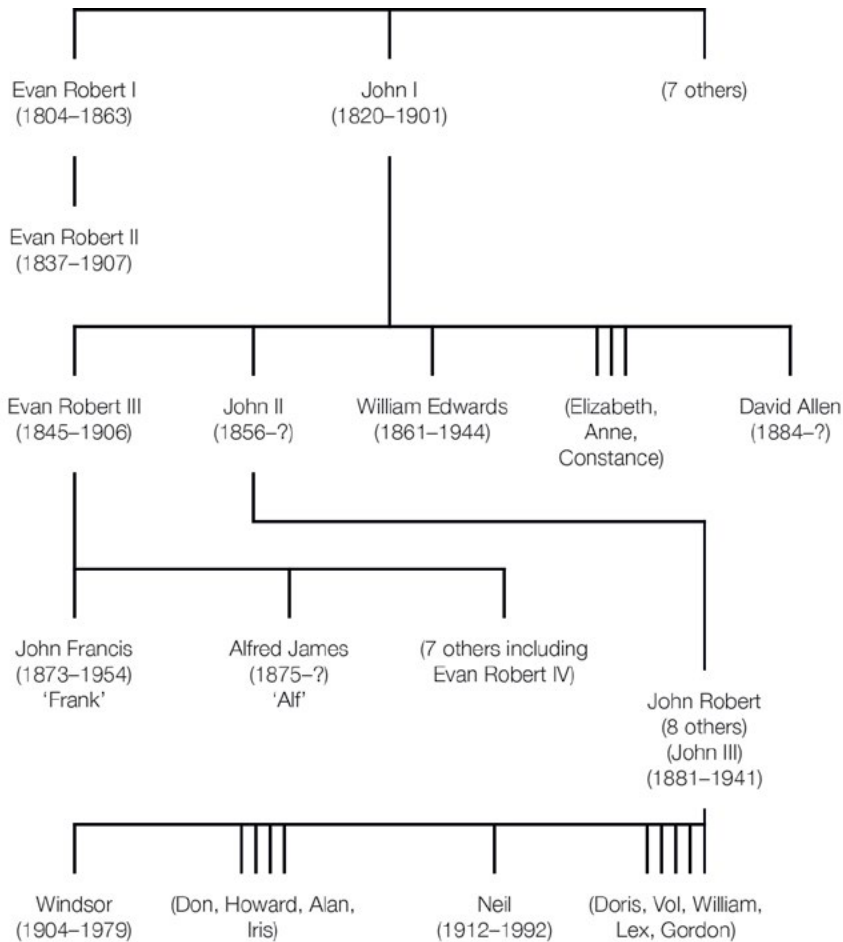 Evan Robert I
(1804–1863)
John I
(1820–1901)
(7 others)
Evan Robert II
(1837–1907)
Evan Robert III
(1845–1906)
John II
(1856–?)
William Edwards
(1861–1944)
(Elizabeth,
Anne,
Constance)
David Allen
(1884–?)
John Francis
(1873–1954)
‘Frank’
Alfred James
(1875–?)
‘Alf’
(7 others including
Evan Robert IV)
John Robert
(8 others)
(John III)
(1881–1941)
Windsor
(1904–1979)
(Don, Howard, Alan,
Iris)
Neil
(1912–1992)
(Doris, Vol, William,
Lex, Gordon)